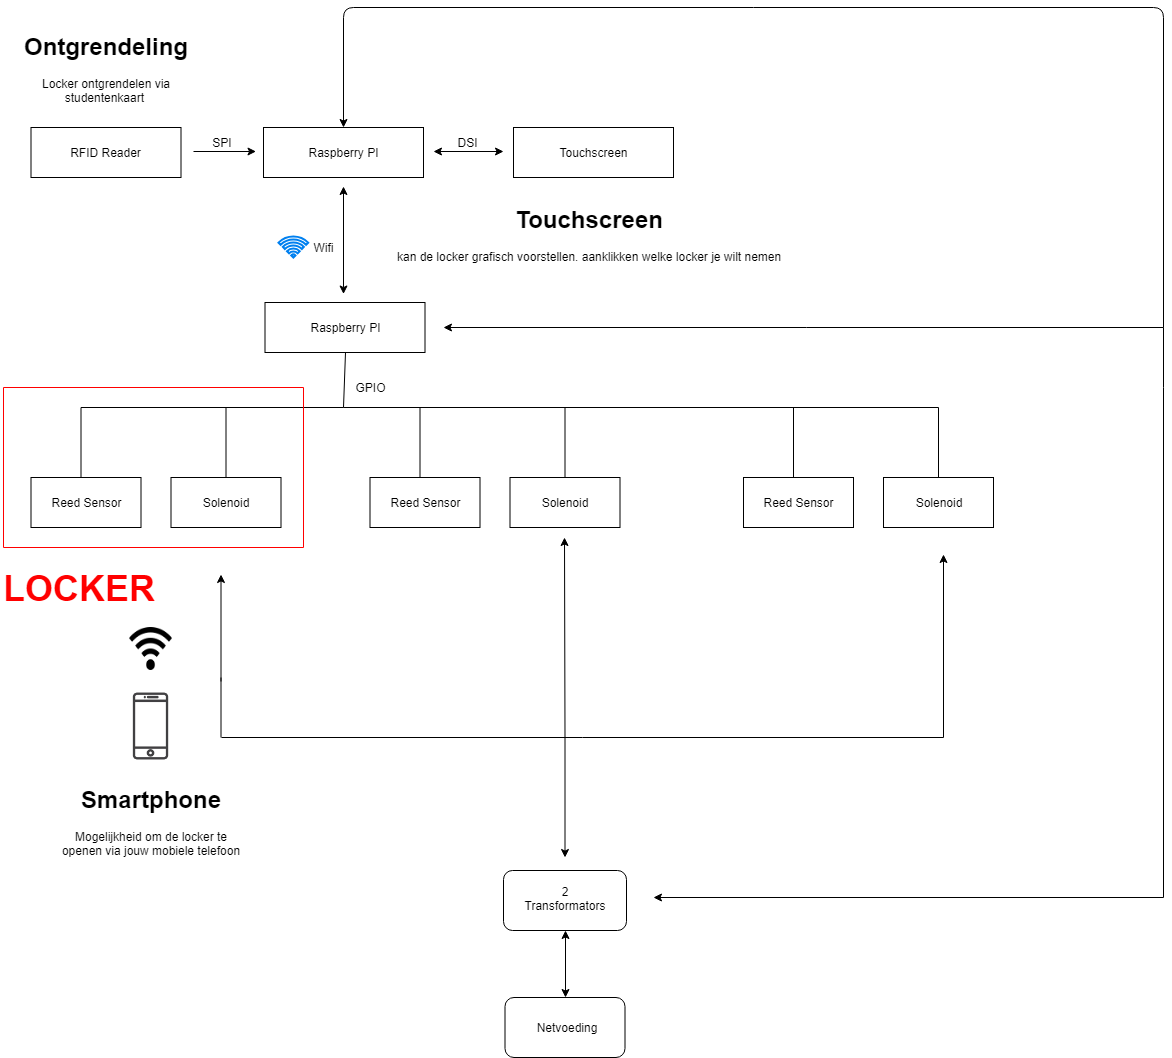 Ontgrendeling
Locker ontgrendelen via
studentenkaart
RFID Reader
SPI
Raspberry PI
DSI
Touchscreen
Touchscreen
kan de locker grafisch voorstellen. aanklikken welke locker je wilt nemen
Wifi
Raspberry PI
GPIO
Reed Sensor
Solenoid
Reed Sensor
Solenoid
Reed Sensor
Solenoid
LOCKER
Smartphone
Mogelijkheid om de locker te
openen via jouw mobiele telefoon
2
Transformators
Netvoeding